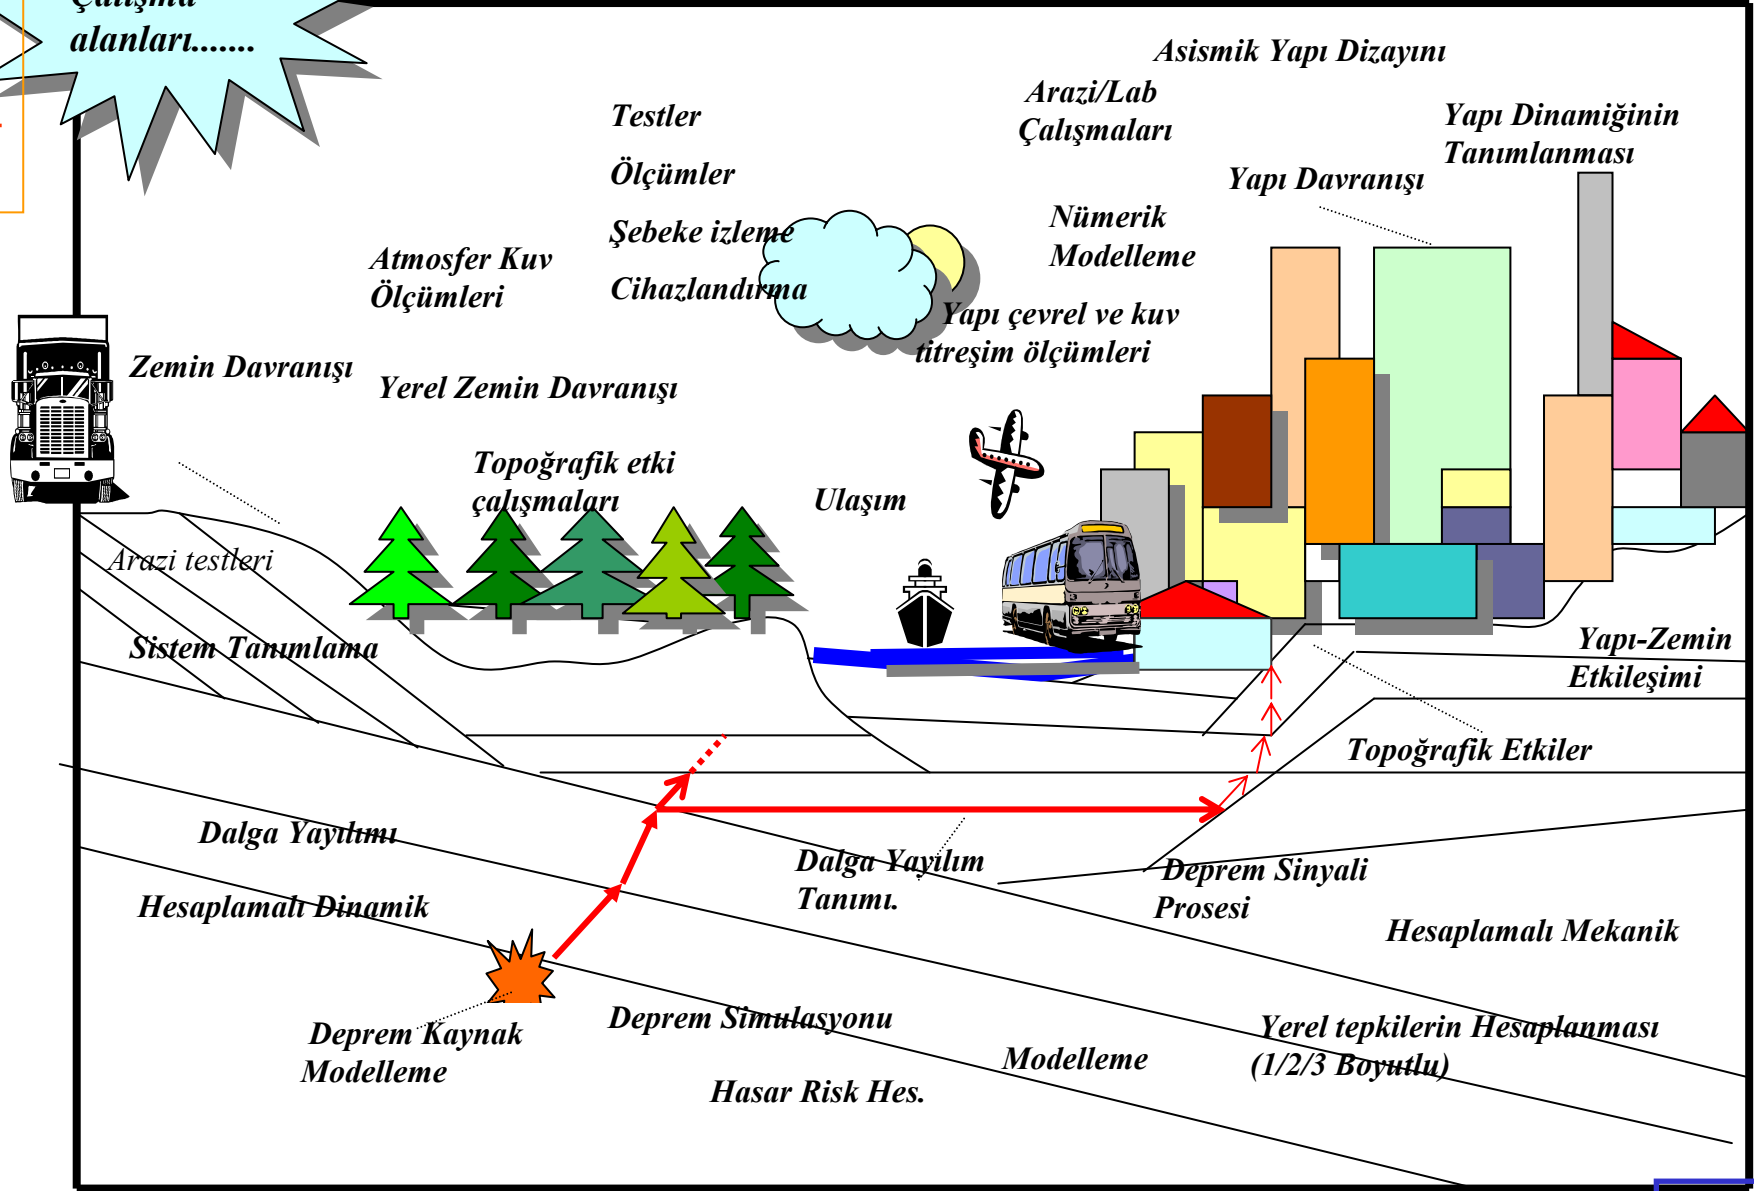 Çalışma
alanları.......
Asismik Yapı Dizayını
Arazi/Lab
Çalışmaları
Testler
Yapı Dinamiğinin
Tanımlanması
Ölçümler
Yapı Davranışı
Nümerik
Modelleme
Şebeke izleme
Atmosfer Kuv
Ölçümleri
Cihazlandırma
Yapı çevrel ve kuv
titreşim ölçümleri
Zemin Davranışı
Yerel Zemin Davranışı
Topoğrafik etki
çalışmaları
Ulaşım
Arazi testleri
Sistem Tanımlama
Yapı-Zemin
Etkileşimi
Topoğrafik Etkiler
Dalga Yayılımı
Dalga Yayılım
Tanımı.
Deprem Sinyali
Prosesi
Hesaplamalı Dinamik
Hesaplamalı Mekanik
Deprem Kaynak
Modelleme
Deprem Simulasyonu
Yerel tepkilerin Hesaplanması
(1/2/3 Boyutlu)
Modelleme
Hasar Risk Hes.